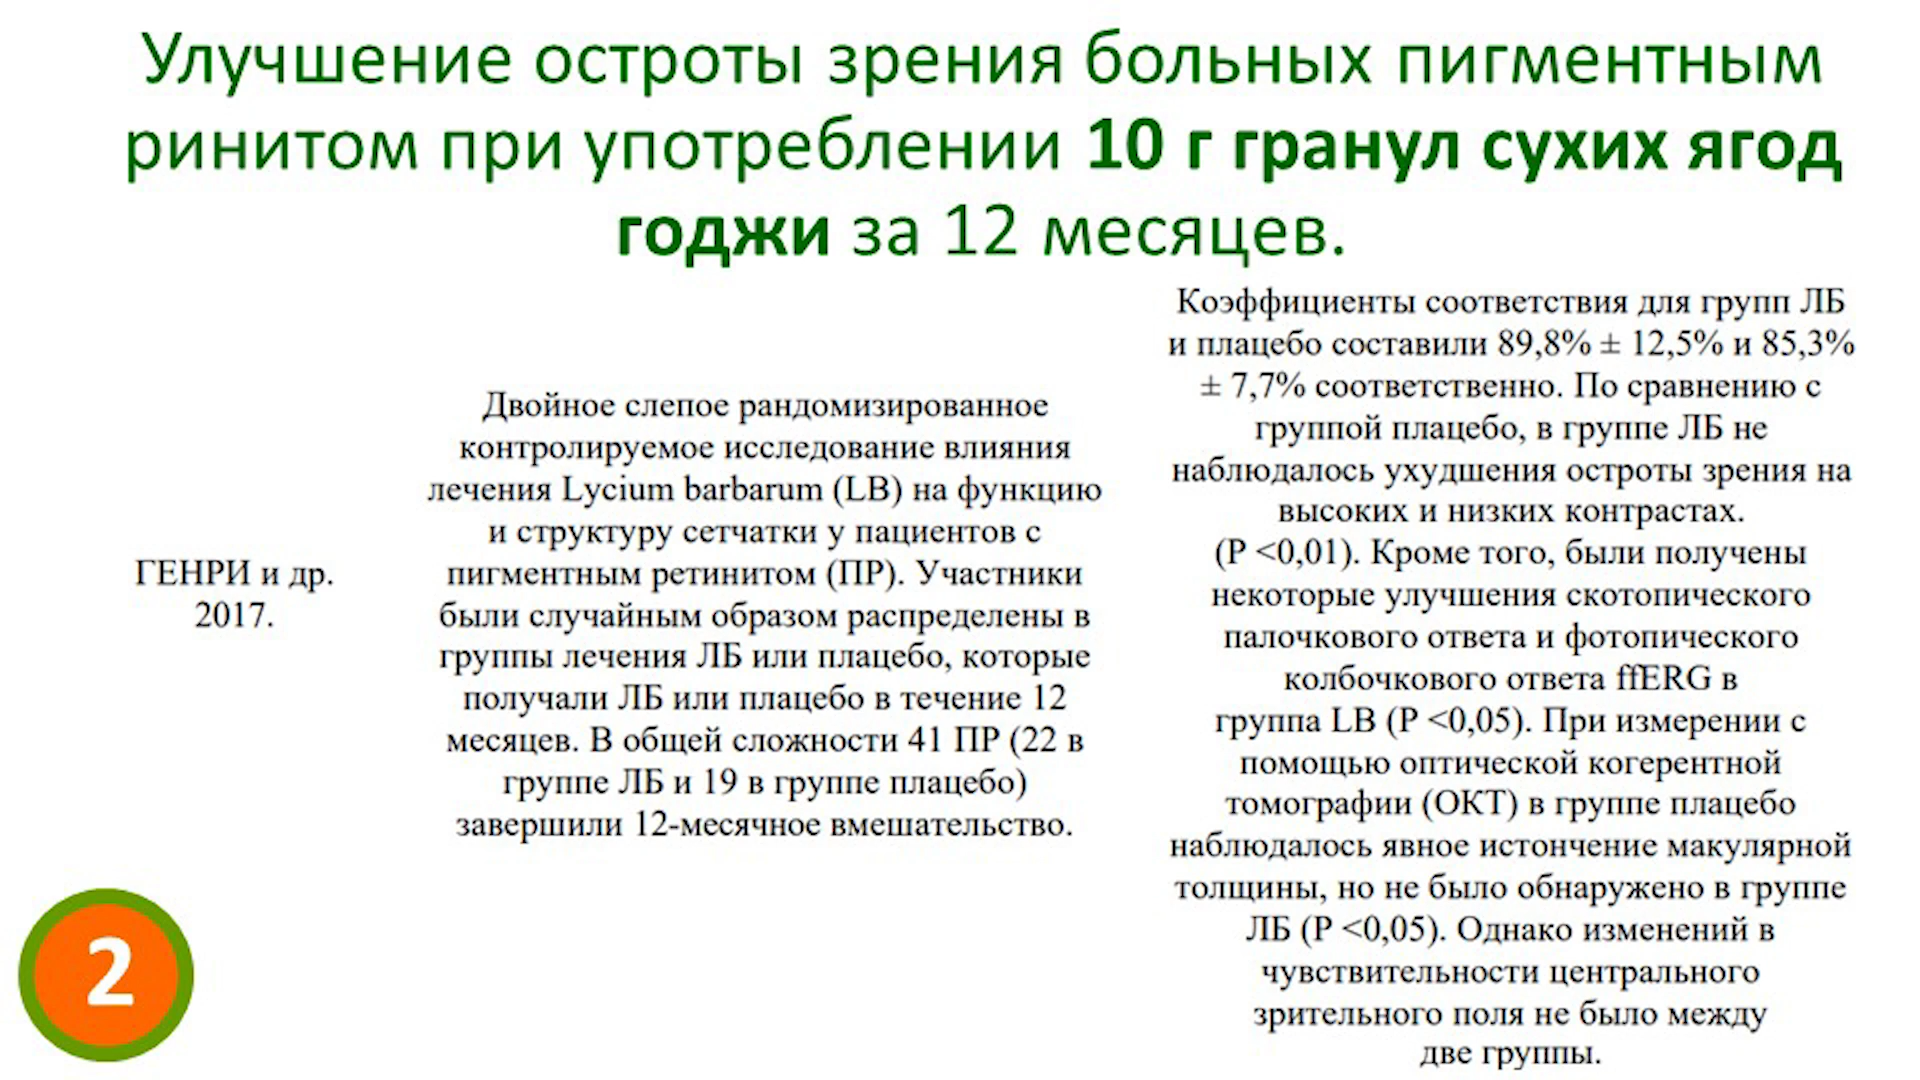 Улучшение остроты зрения больных пигментным
ринитом при употреблении 10 г гранул сухих ягод
годжи за 12 месяцев.
ГЕНРИ и др.
2017.
Двойное слепое рандомизированное
контролируемое исследование влияния
лечения Lycium barbarum (LB) на функцию
и структуру сетчатки у пациентов с
пигментным ретинитом (ПР). Участники
были случайным образом распределены в
группы лечения ЛБ или плацебо, которые
получали ЛБ или плацебо в течение 12
месяцев. В общей сложности 41 ПР (22 в
группе ЛБ и 19 в группе плацебо)
завершили 12-месячное вмешательство.
Коэффициенты соответствия для групп ЛБ
и плацебо составили 89,8% ± 12,5% и 85,3%
± 7,7% соответственно. По сравнению с
группой плацебо, в группе ЛБ не
наблюдалось ухудшения остроты зрения на
высоких и низких контрастах.
(P <0,01). Кроме того, были получены
некоторые улучшения скотопического
палочкового ответа и фотопического
колбочкового ответа ffERG в
группа LB (P <0,05). При измерении с
помощью оптической когерентной
томографии (ОКТ) в группе плацебо
наблюдалось явное истончение макулярной
толщины, но не было обнаружено в группе
ЛБ (P <0,05). Однако изменений в
чувствительности центрального
зрительного поля не было между
две группы.
2